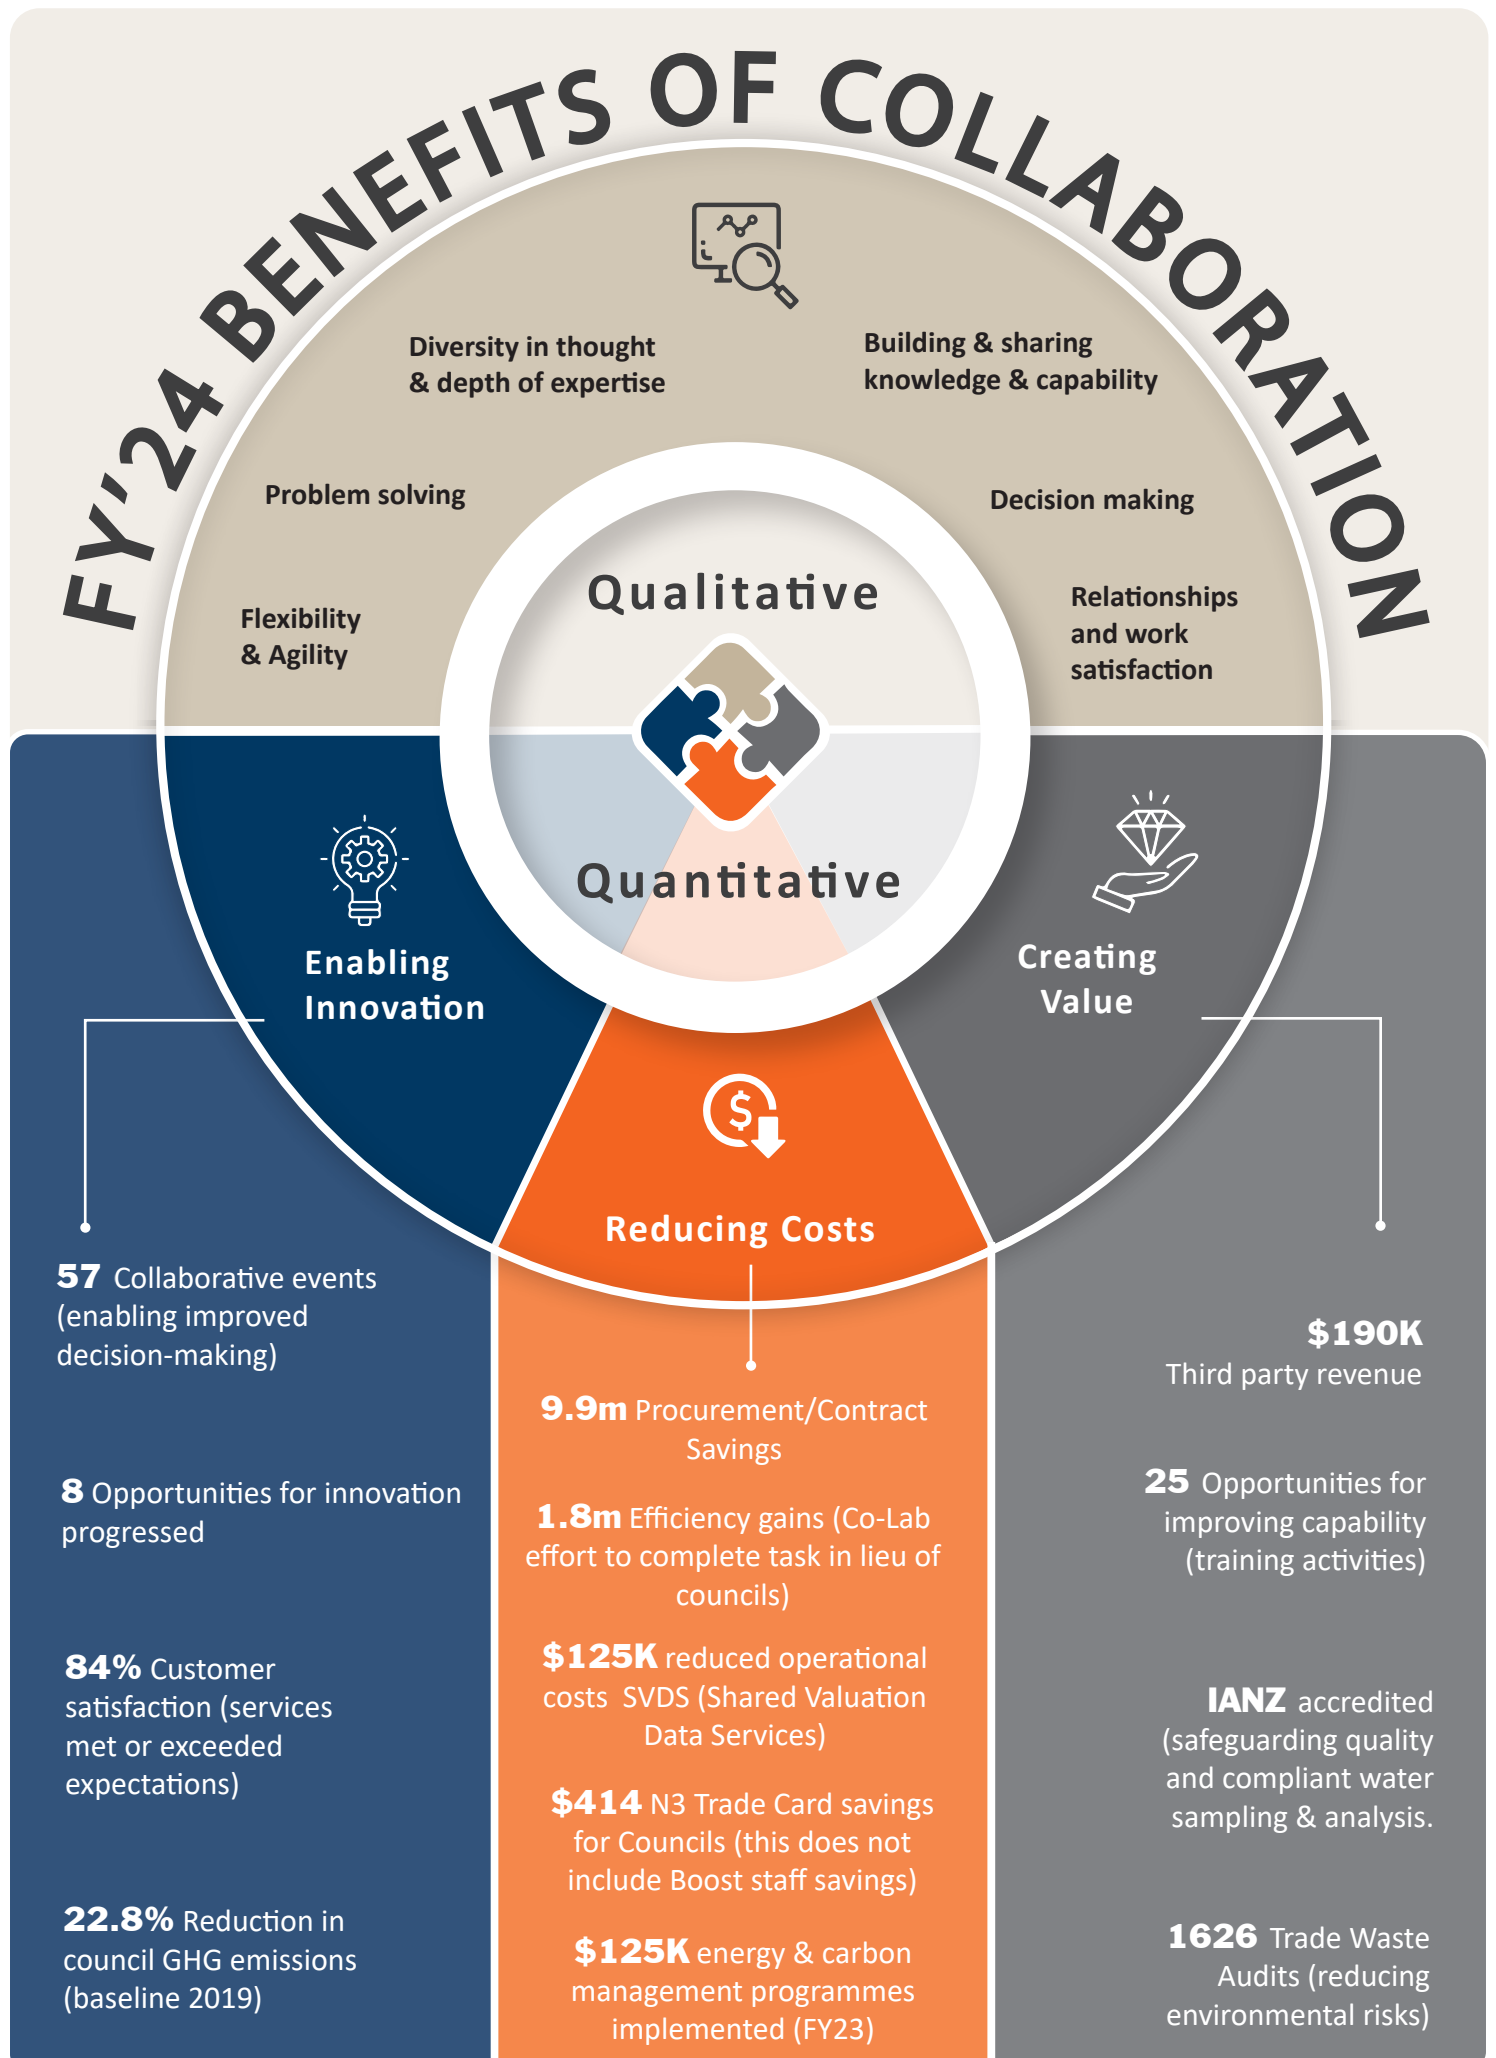 FY'24 BENEFITS OF COLLABORATION
Diversity in thought
& depth of expertise
Building & sharing
knowledge & capability
Problem solving
Decision making
Flexibility
& Agility
Relationships
and work
satisfaction
Qualitative
Quantitative
Enabling
Innovation
Creating
Value
$
Reducing Costs
57 Collaborative events
(enabling improved
decision-making)
8 Opportunities for innovation
progressed
84% Customer
satisfaction (services
met or exceeded
expectations)
22.8% Reduction in
council GHG emissions
(baseline 2019)
9.9m Procurement/Contract
Savings
1.8m Efficiency gains (Co-Lab
effort to complete task in lieu of
councils)
$125K reduced operational
costs SVDS (Shared Valuation
Data Services)
$414 N3 Trade Card savings
for Councils (this does not
include Boost staff savings)
$125K energy & carbon
management programmes
implemented (FY23)
$190K
Third party revenue
25 Opportunities for
improving capability
(training activities)
IANZ accredited
(safeguarding quality
and compliant water
sampling & analysis.
1626 Trade Waste
Audits (reducing
environmental risks)